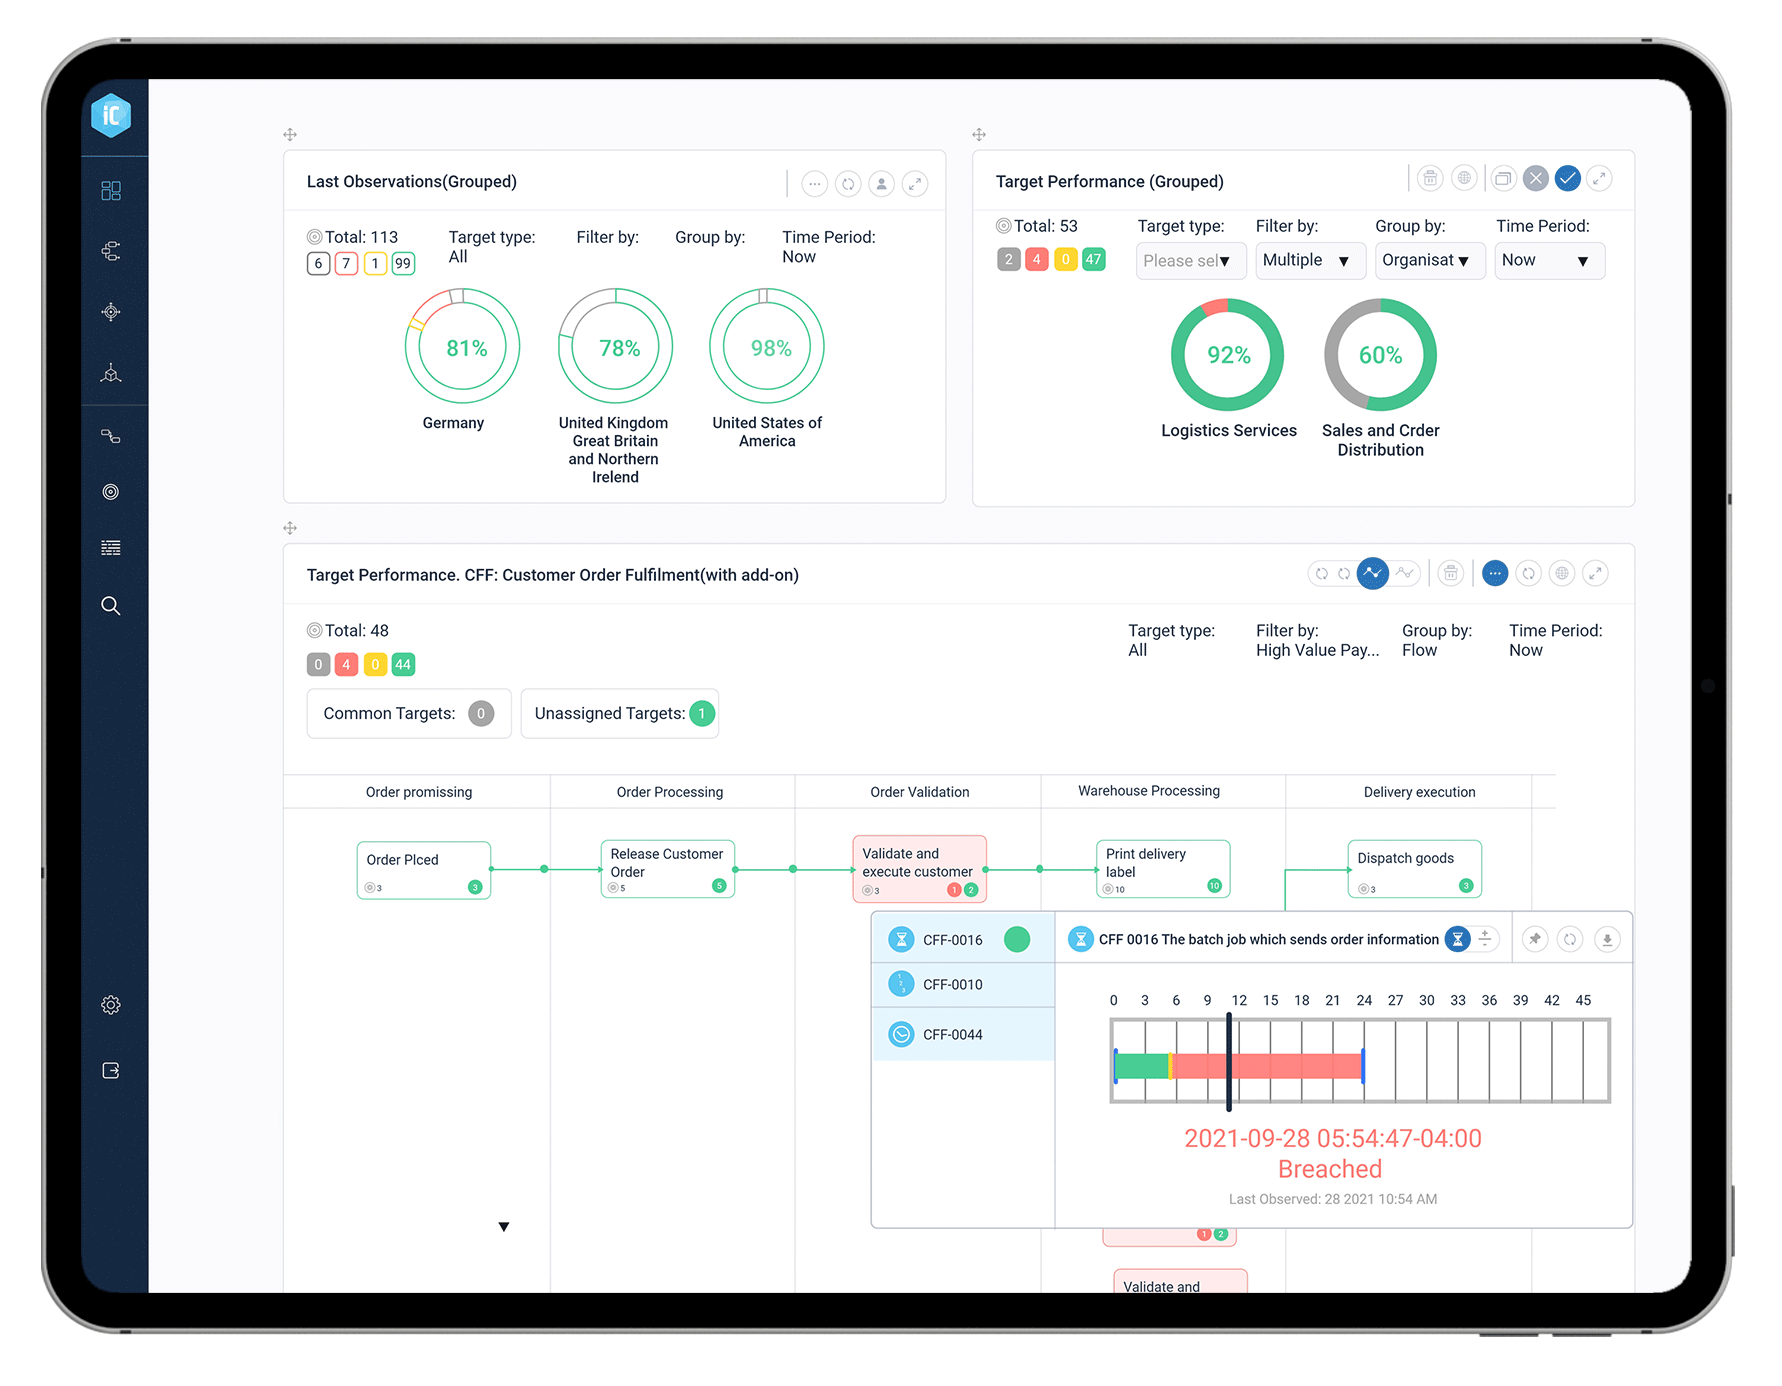 iC
Last Observations(Grouped)
Total: 113
6 7 1 99
Target type:
All
Filter by:
Group by:
Time Period:
Now
81%
78%
98%
Germany
United Kingdom
Great Britain
and Northern
Irelend
United States of
America
Target Performance (Grouped)
Total: 53
2 4 0 47
Target type:
Please sel
Filter by:
Multiple
Group by:
Organisat
Time Period:
Now
92%
60%
Logistics Services
Sales and Crder
Distribution
Target Performance. CFF: Customer Order Fulfilment(with add-on)
Total: 48
0 4 0 44
Target type:
All
Filter by:
High Value Pay...
Group by:
Flow
Time Period:
Now
Common Targets: 0
Unassigned Targets: 1
Order promissing
Order Processing
Order Validation
Warehouse Processing
Delivery execution
Order Plced
3 3
Release Customer
Order
5 5
Validate and
execute customer
3 1 2
Print delivery
label
10 10
Dispatch goods
3 3
CFF-0016
CFF-0010
CFF-0044
CFF 0016 The batch job which sends order information
0 3 6 9 12 15 18 21 24 27 30 33 36 39 42 45
2021-09-28 05:54:47-04:00
Breached
Last Observed: 28 2021 10:54 AM
1 2
Validate and